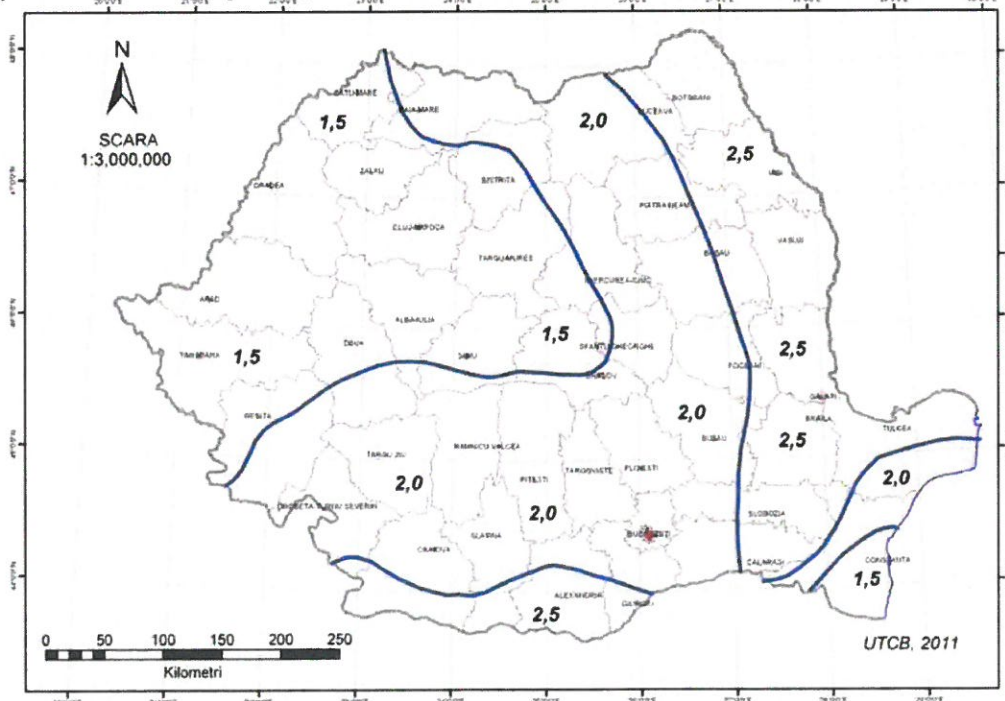 N
SCARA
1:3,000,000
SATU-MARE
BAIA-MARE
1,5
2,0
SUCEAVA
BOTOSANI
2,5
IASI
ORADEA
ZALAU
BISTRITA
CLUJ-NAPOCA
PIATRA NEAMT
BACAU
VASLUI
TARGU-MURES
MIERCUREA-CIUC
ARAD
ALBA IULIA
DEVA
SIBIU
1,5
SFANTU GHEORGHE
2,5
TIMISOARA
1,5
BRASOV
FOCSANI
RESITA
2,0
GALATI
BRAILA
2,5
BUZAU
TULCEA
TARGU JIU
RAMNICU VALCEA
PITESTI
TARGOVISTE
PLOIESTI
2,0
2,0
DROBETA-TURNU SEVERIN
2,0
SLOBOZIA
CRAIOVA
SLATINA
BUCURESTI
CALARASI
CONSTANTA
1,5
ALEXANDRIA
GIURGIU
2,5
0 50 100 150 200 250
Kilometri
UTCB, 2011